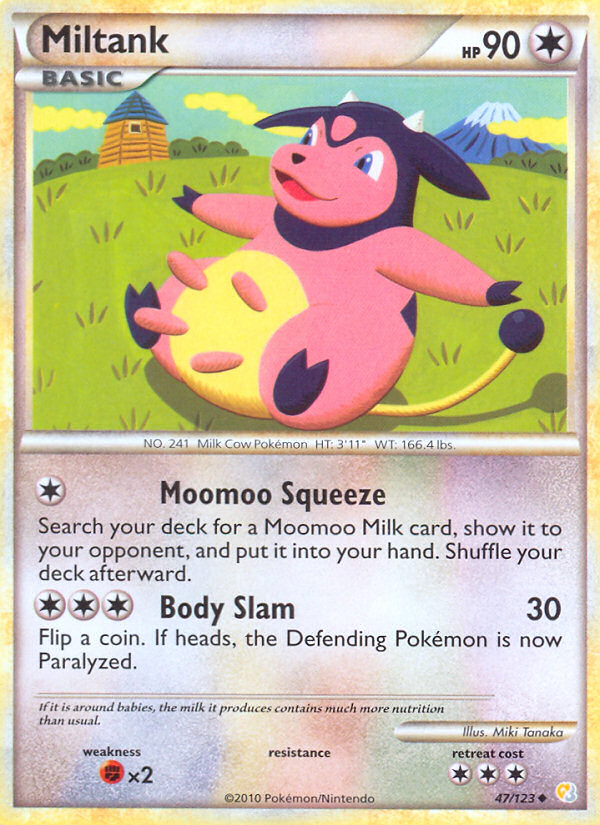 Miltank
HP 90
BASIC
NO. 241 Milk Cow Pokémon HT: 3'11" WT: 166.4 lbs.
Moomoo Squeeze
Search your deck for a Moomoo Milk card, show it to
your opponent, and put it into your hand. Shuffle your
deck afterward.
Body Slam 30
Flip a coin. If heads, the Defending Pokémon is now
Paralyzed.
If it is around babies, the milk it produces contains much more nutrition
than usual.
Illus. Miki Tanaka
weakness resistance retreat cost
×2
©2010 Pokémon/Nintendo 47/123